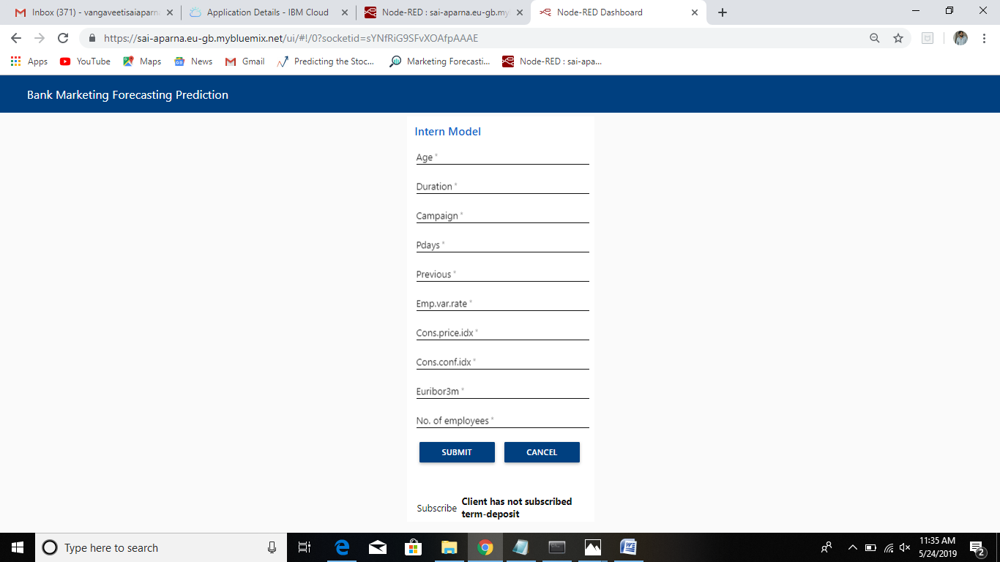 Inbox (371) - vangaveetisaiaparn
Application Details - IBM Cloud
Node-RED : sai-aparna.eu-gb.my
Node-RED Dashboard
https://sai-aparna.eu-gb.mybluemix.net/ui/#!/0?socketid=sYNfRiG9SFvXOAfpAAAE
Apps
YouTube
Maps
News
Gmail
Predicting the Stoc...
Marketing Forecasti...
Node-RED : sai-apa...
Bank Marketing Forecasting Prediction
Intern Model
Age *
Duration *
Campaign *
Pdays *
Previous *
Emp.var.rate *
Cons.price.idx *
Cons.conf.idx *
Euribor3m *
No. of employees *
SUBMIT
CANCEL
Subscribe
Client has not subscribed
term-deposit
Type here to search
11:35 AM
5/24/2019
2